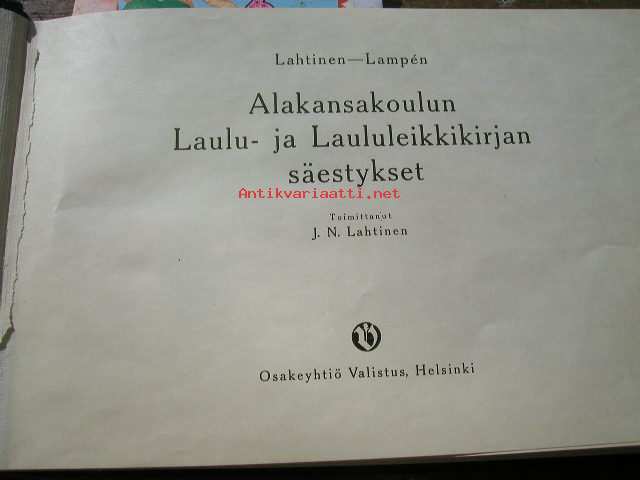 Lahtinen—Lampén
Alakansakoulun
Laulu- ja Laululeikkikirjan
säestykset
Antikvariaatti.net
Toimittanut
J. N. Lahtinen
Osakeyhtiö Valistus, Helsinki